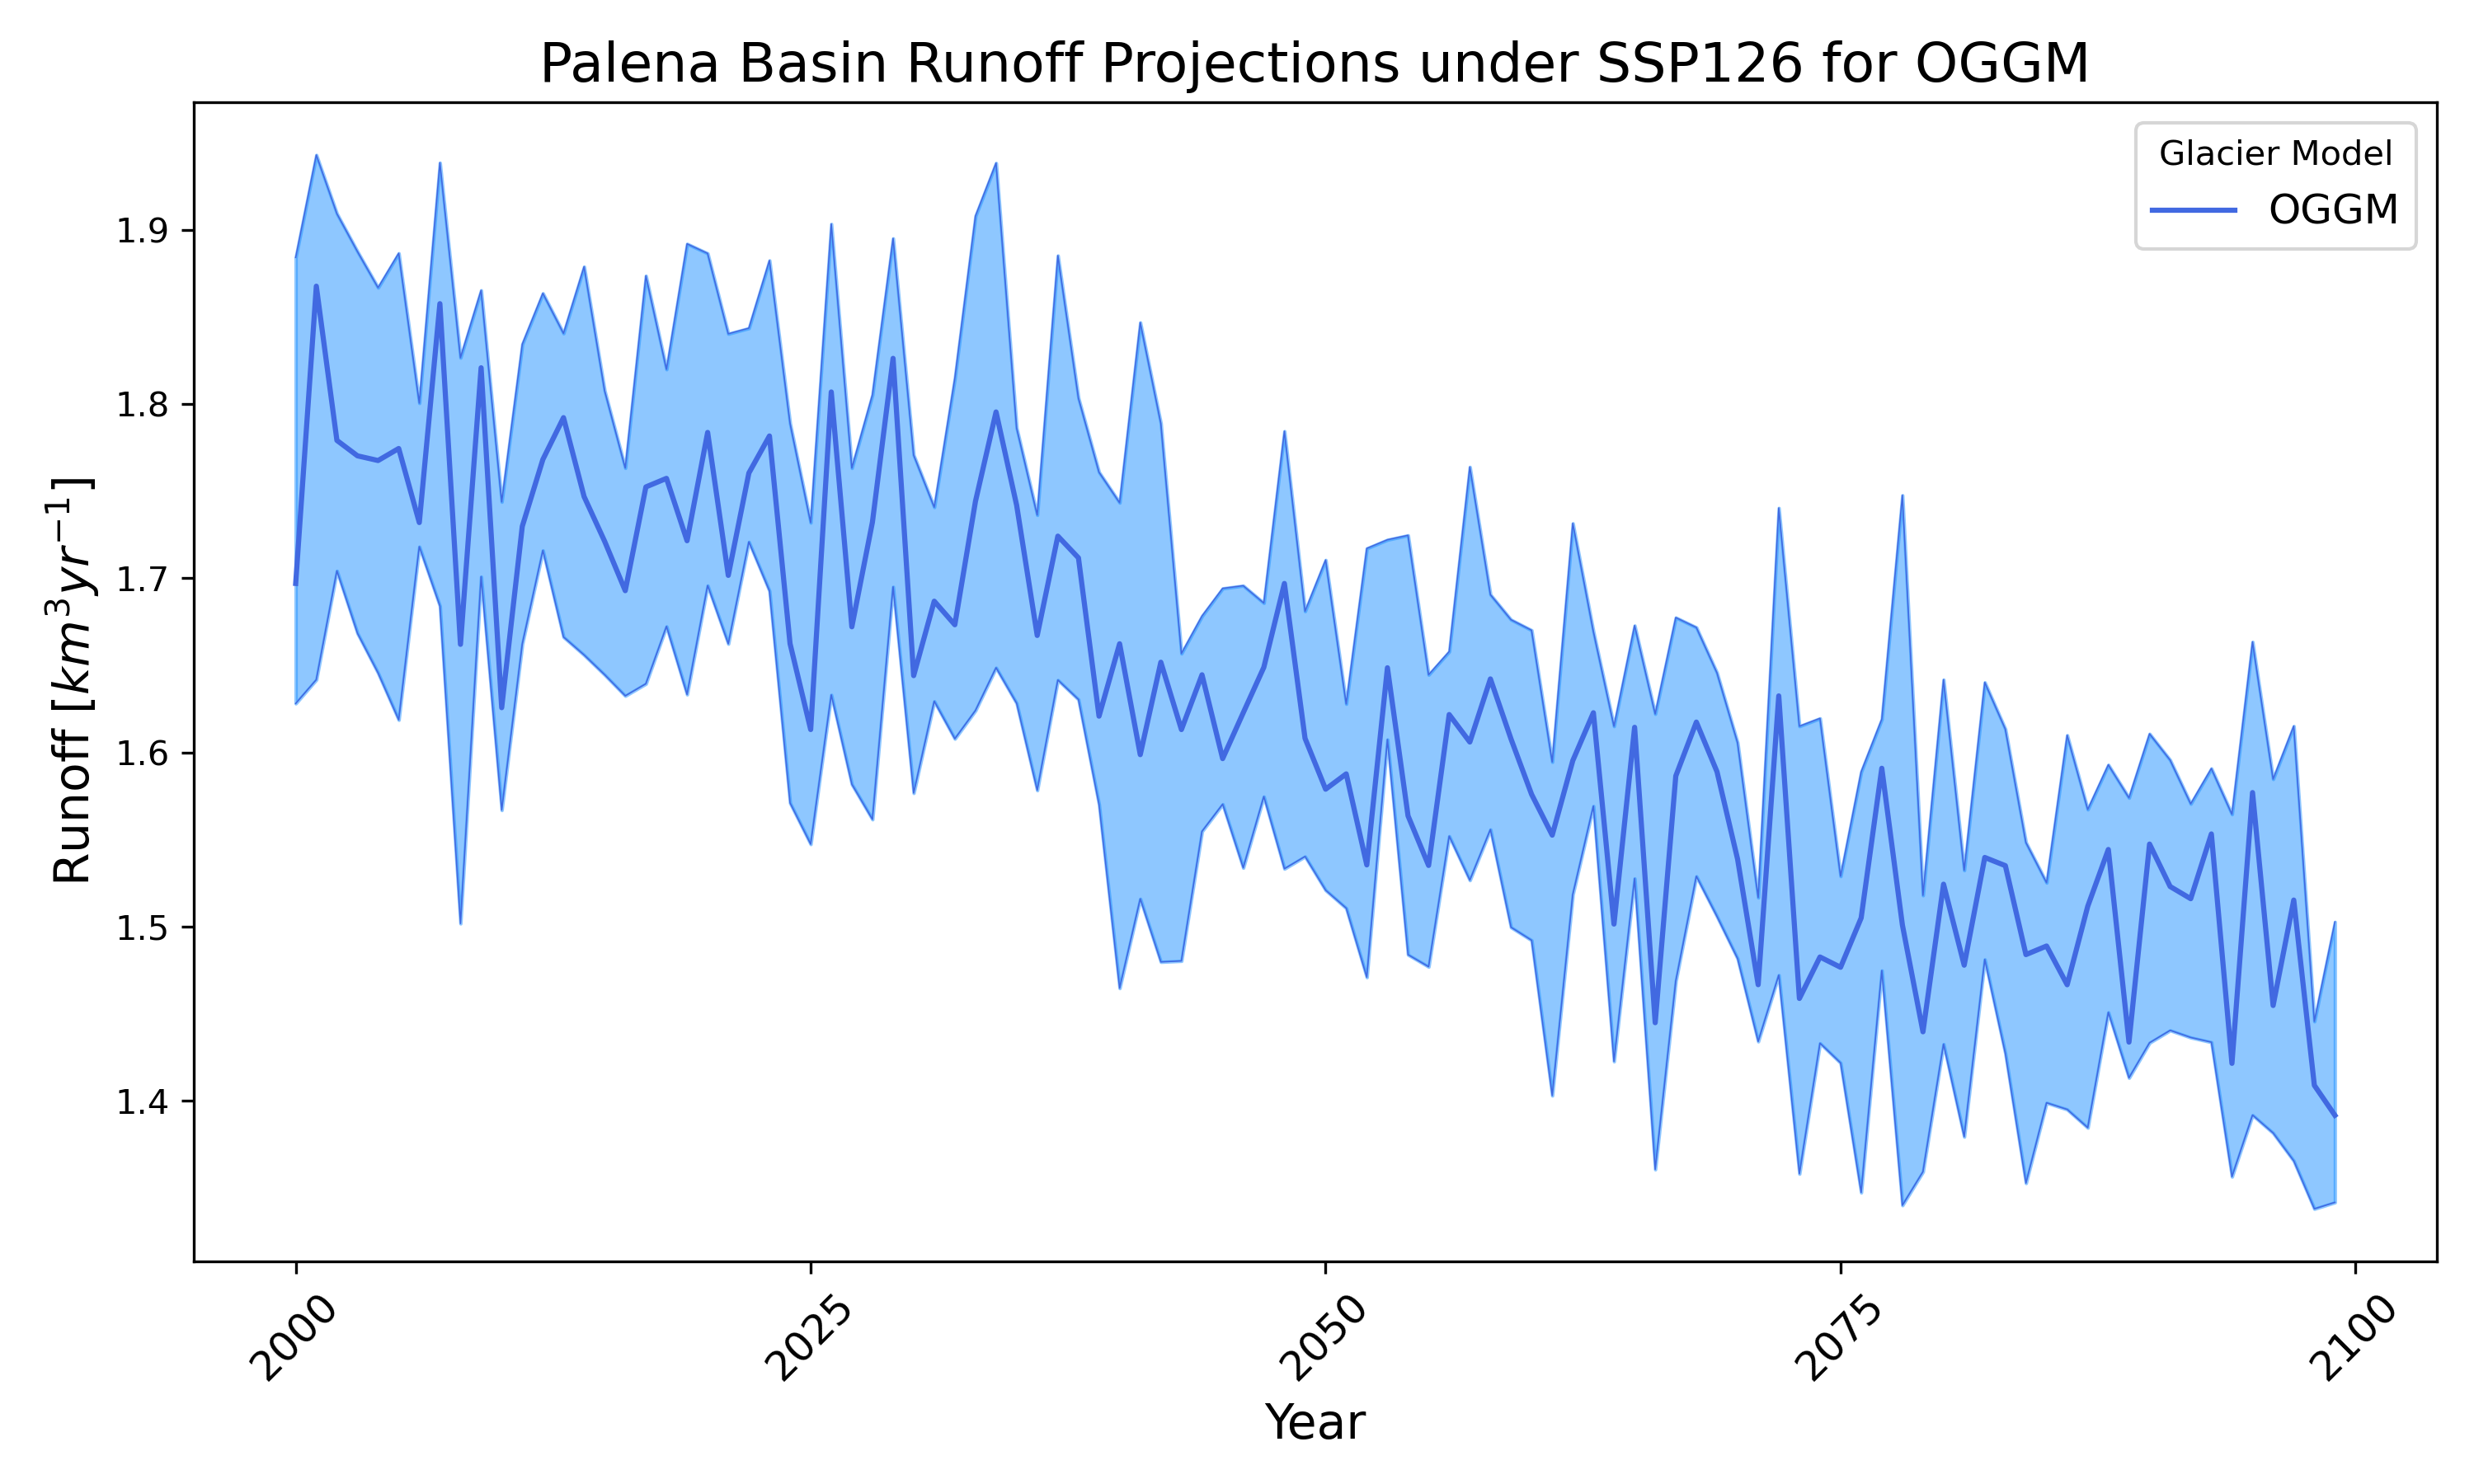 Palena Basin Runoff Projections under SSP126 for OGGM
Glacier Model
OGGM
Runoff [km³yr⁻¹]
1.9
1.8
1.7
1.6
1.5
1.4
2000 2025 2050 2075 2100
Year